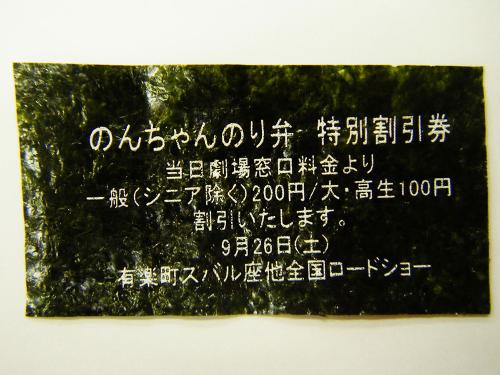 のんちゃんのり弁 特別割引券
当日劇場窓口料金より
一般(シニア除く)200円/大・高生100円
割引いたします。
9月26日(土)
有楽町スバル座他全国ロードショー